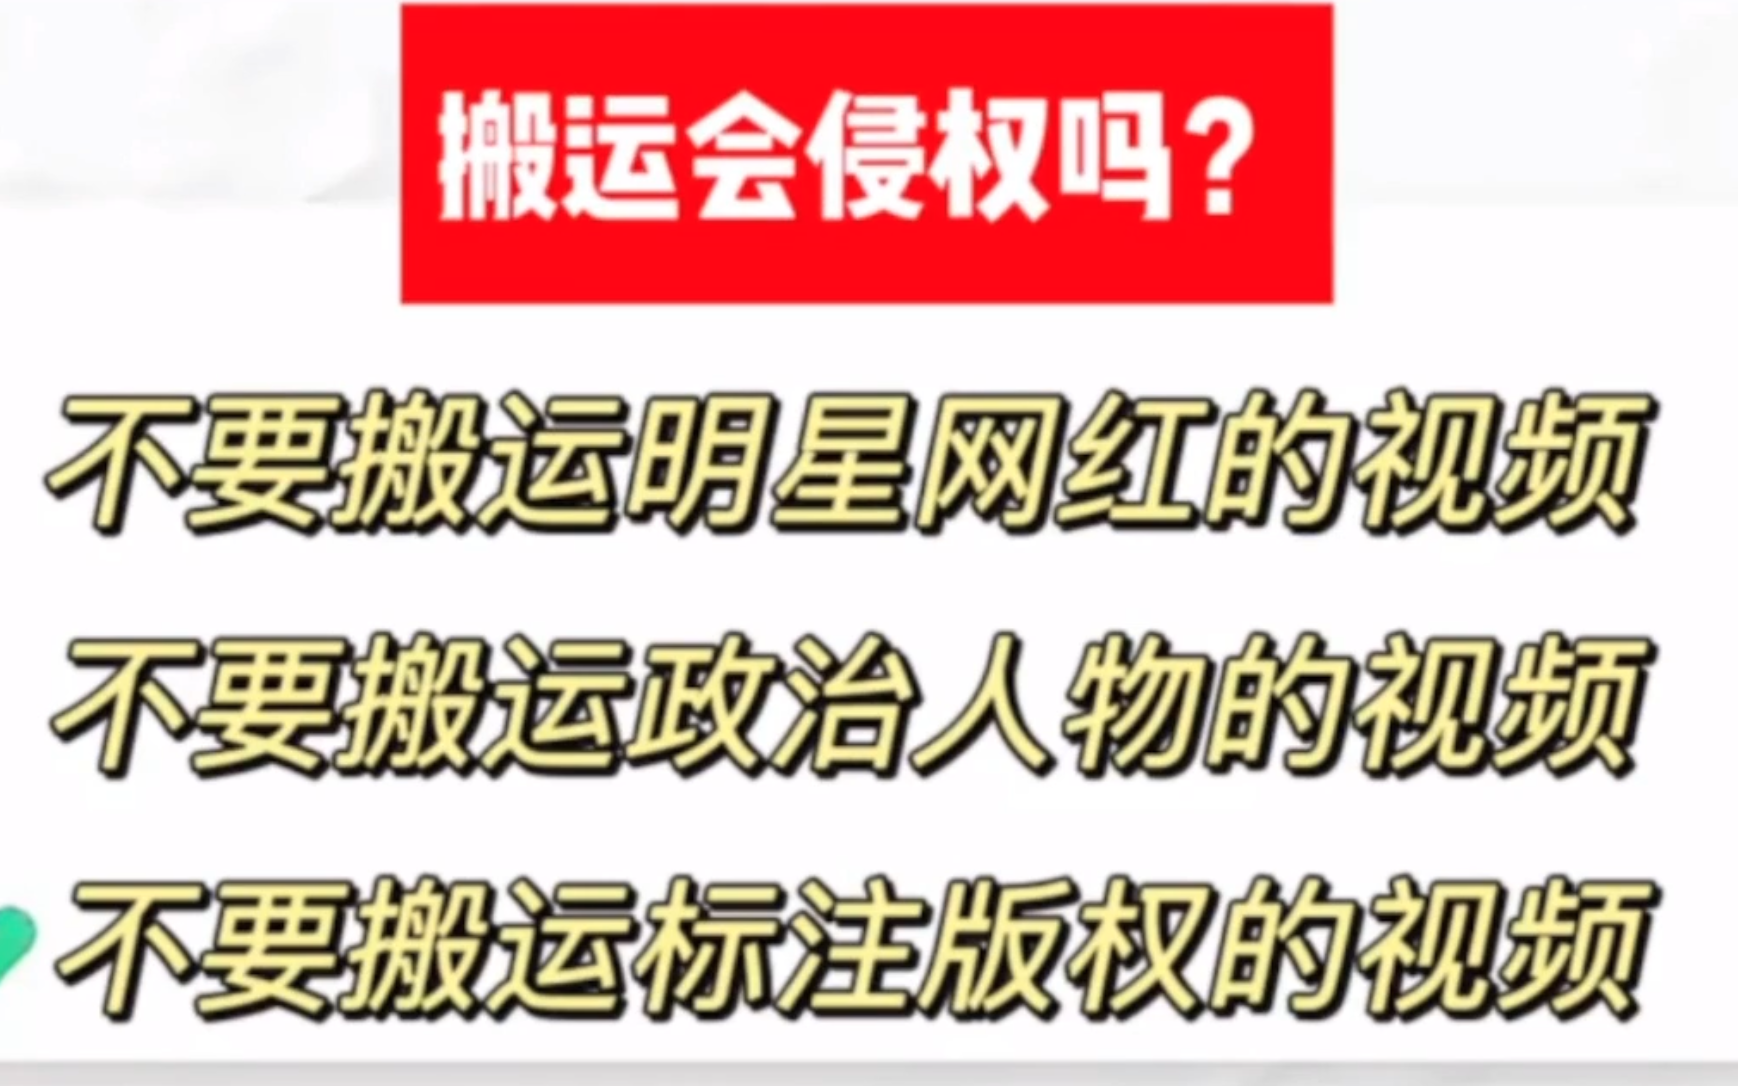 搬运会侵权吗?
不要搬运明星网红的视频
不要搬运政治人物的视频
不要搬运标注版权的视频